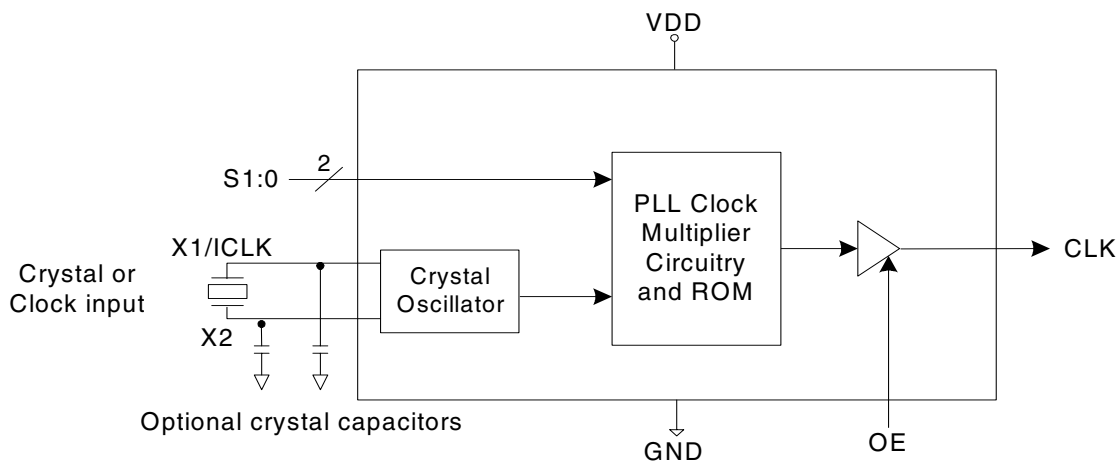 VDD
2
S1:0
PLL Clock
Multiplier
Circuitry
and ROM
X1/ICLK
CLK
Crystal or
Clock input
Crystal
Oscillator
X2
Optional crystal capacitors
GND
OE